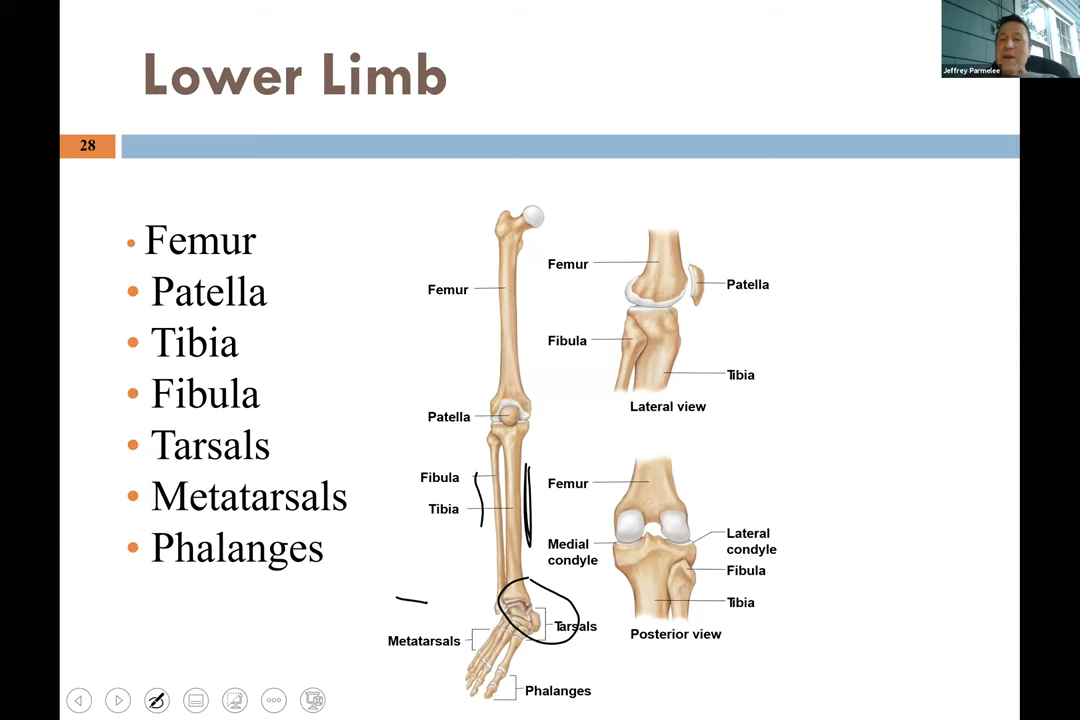 Lower Limb
Jeffrey Parmelee
28
• Femur
• Patella
• Tibia
• Fibula
• Tarsals
• Metatarsals
• Phalanges
Femur
Patella
Fibula
Tibia
Metatarsals
Tarsals
Phalanges
Femur
Patella
Fibula
Tibia
Lateral view
Femur
Medial
condyle
Lateral
condyle
Fibula
Tibia
Posterior view